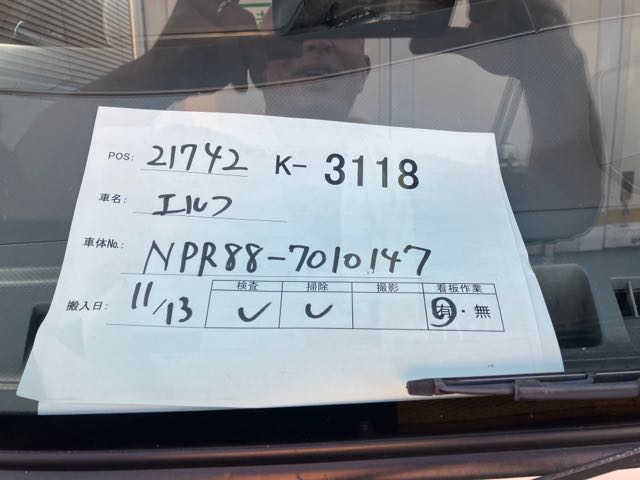 POS: 21742 K- 3118
車名: エルフ
車体No.: NPR88-7010147
搬入日: 11/13
検査 掃除 撮影 看板作業
✓ ✓ 有・無